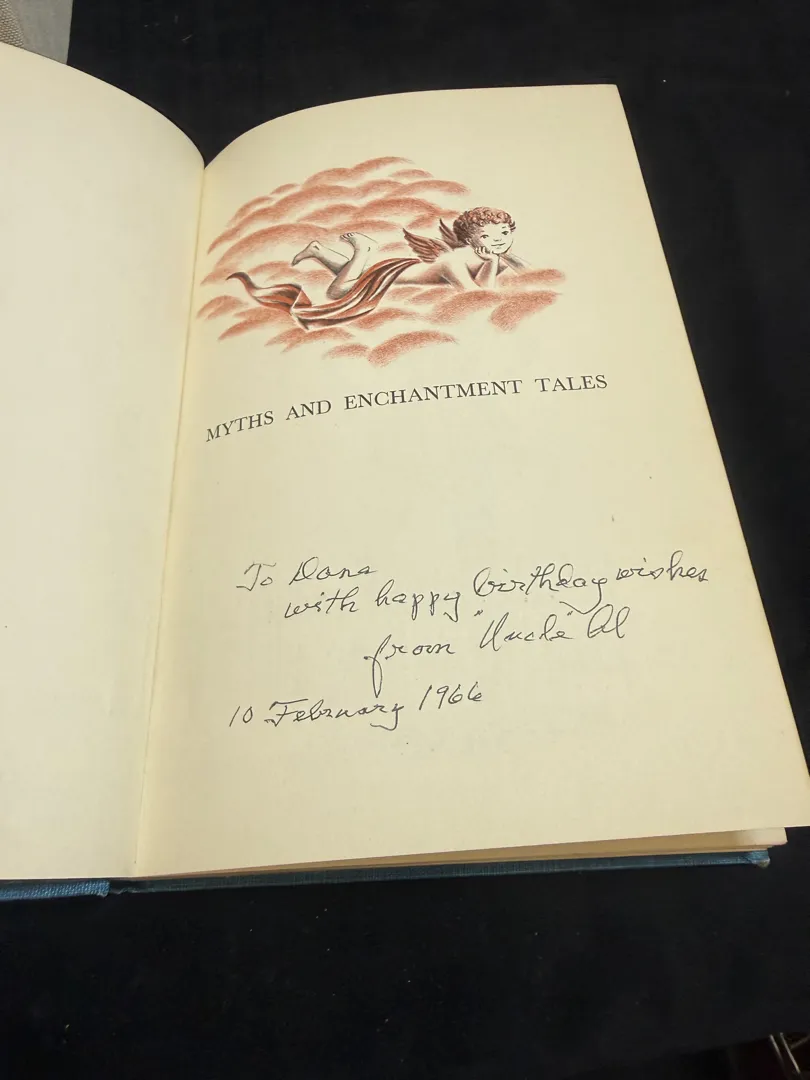 MYTHS AND ENCHANTMENT TALES
To Dana
with happy birthday wishes
from "Uncle" Al
10 February 1966